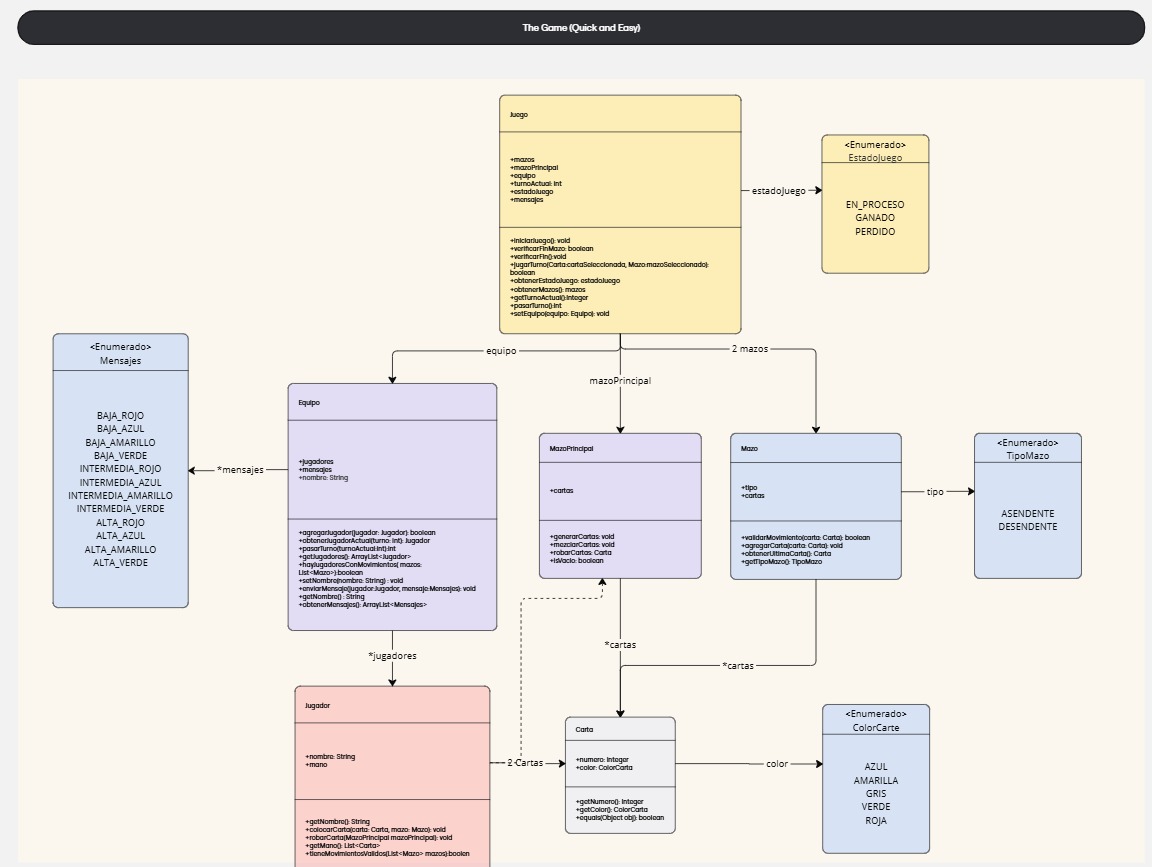 The Game (Quick and Easy)
Juego
+mazos
+mazoPrincipal
+equipo
+turnoActual: int
+estadoJuego
+mensajes
+iniciarJuego(): void
+verificarFinMazo: boolean
+verificarFin():void
+jugarTurno(Carta:cartaSeleccionada, Mazo:mazoSeleccionado):
boolean
+obtenerEstadoJuego: estadoJuego
+obtenerMazos(): mazos
+getTurnoActual():Integer
+pasarTurno():int
+setEquipo(equipo: Equipo): void
estadoJuego
<Enumerado>
EstadoJuego
EN_PROCESO
GANADO
PERDIDO
equipo
mazoPrincipal
2 mazos
<Enumerado>
Mensajes
BAJA_ROJO
BAJA_AZUL
BAJA_AMARILLO
BAJA_VERDE
INTERMEDIA_ROJO
INTERMEDIA_AZUL
INTERMEDIA_AMARILLO
INTERMEDIA_VERDE
ALTA_ROJO
ALTA_AZUL
ALTA_AMARILLO
ALTA_VERDE
*mensajes
Equipo
+jugadores
+mensajes
+nombre: String
+agregarJugador(jugador: Jugador): boolean
+obtenerJugadorActual(turno: int): Jugador
+pasarTurno(turnoActual:int):int
+getJugadores(): ArrayList<Jugador>
+hayJugadoresConMovimientos( mazos:
List<Mazo>):boolean
+setNombre(nombre: String) : void
+enviarMensaje(jugador:Jugador, mensaje:Mensajes): void
+getNombre() : String
+obtenerMensajes(): ArrayList<Mensajes>
MazoPrincipal
+cartas
+generarCartas: void
+mezclarCartas: void
+robarCartas: Carta
+isVacio: boolean
Mazo
+tipo
+cartas
+validarMovimiento(carta: Carta): boolean
+agregarCarta(carta: Carta): void
+obtenerUltimaCarta(): Carta
+getTipoMazo(): TipoMazo
tipo
<Enumerado>
TipoMazo
ASENDENTE
DESENDENTE
*jugadores
*cartas
*cartas
Jugador
+nombre: String
+mano
+getNombre(): String
+colocarCarta(carta: Carta, mazo: Mazo): void
+robarCarta(MazoPrincipal mazoPrincipal): void
+getMano(): List<Carta>
+tieneMovimientosValidos(List<Mazo> mazos):boolen
2 Cartas
Carta
+numero: Integer
+color: ColorCarta
+getNumero(): Integer
+getColor(): ColorCarta
+equals(Object obj): boolean
color
<Enumerado>
ColorCarte
AZUL
AMARILLA
GRIS
VERDE
ROJA